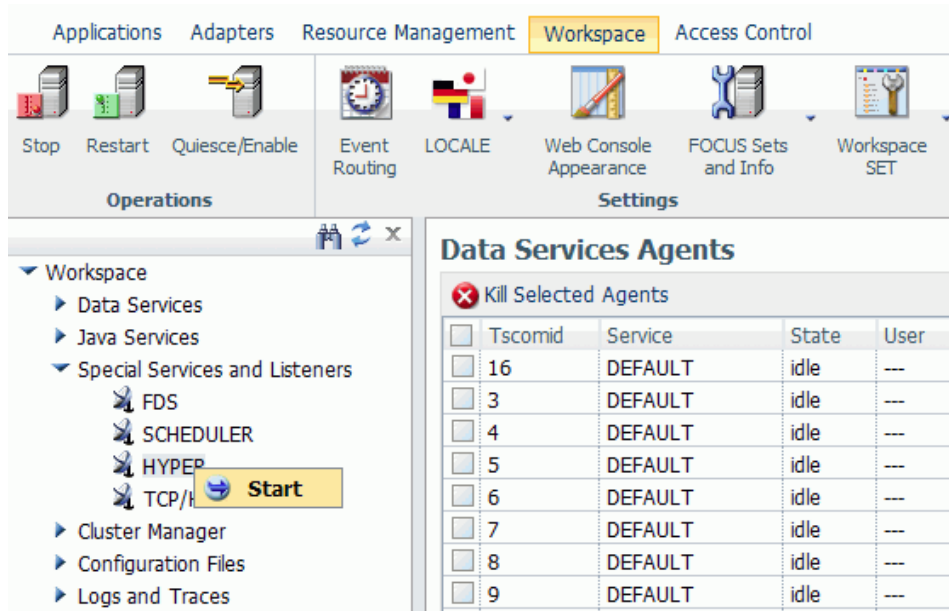 Applications Adapters Resource Management Workspace Access Control
Stop Restart Quiesce/Enable Event Routing LOCALE Web Console Appearance FOCUS Sets and Info Workspace SET
Operations Settings
Workspace
Data Services
Java Services
Special Services and Listeners
FDS
SCHEDULER
HYPER
Start
TCP/
Cluster Manager
Configuration Files
Logs and Traces
Data Services Agents
Kill Selected Agents
Tscomid Service State User
16 DEFAULT idle ---
3 DEFAULT idle ---
4 DEFAULT idle ---
5 DEFAULT idle ---
6 DEFAULT idle ---
7 DEFAULT idle ---
8 DEFAULT idle ---
9 DEFAULT idle ---